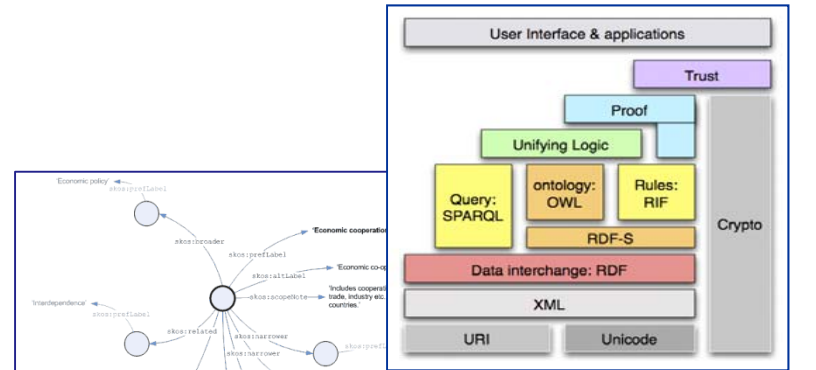 User Interface & applications
Trust
Proof
Unifying Logic
Query:
SPARQL
ontology:
OWL
Rules:
RIF
Crypto
RDF-S
Data interchange: RDF
XML
URI
Unicode
'Economic policy'
skos:prefLabel
skos:broader
skos:prefLabel
'Economic cooperation
skos:altLabel
'Economic co-op
skos:scopeNote
'Includes cooperati
trade, industry etc.
countries.'
'Interdependence'
skos:prefLabel
skos:related
skos:narrower
skos:narrower